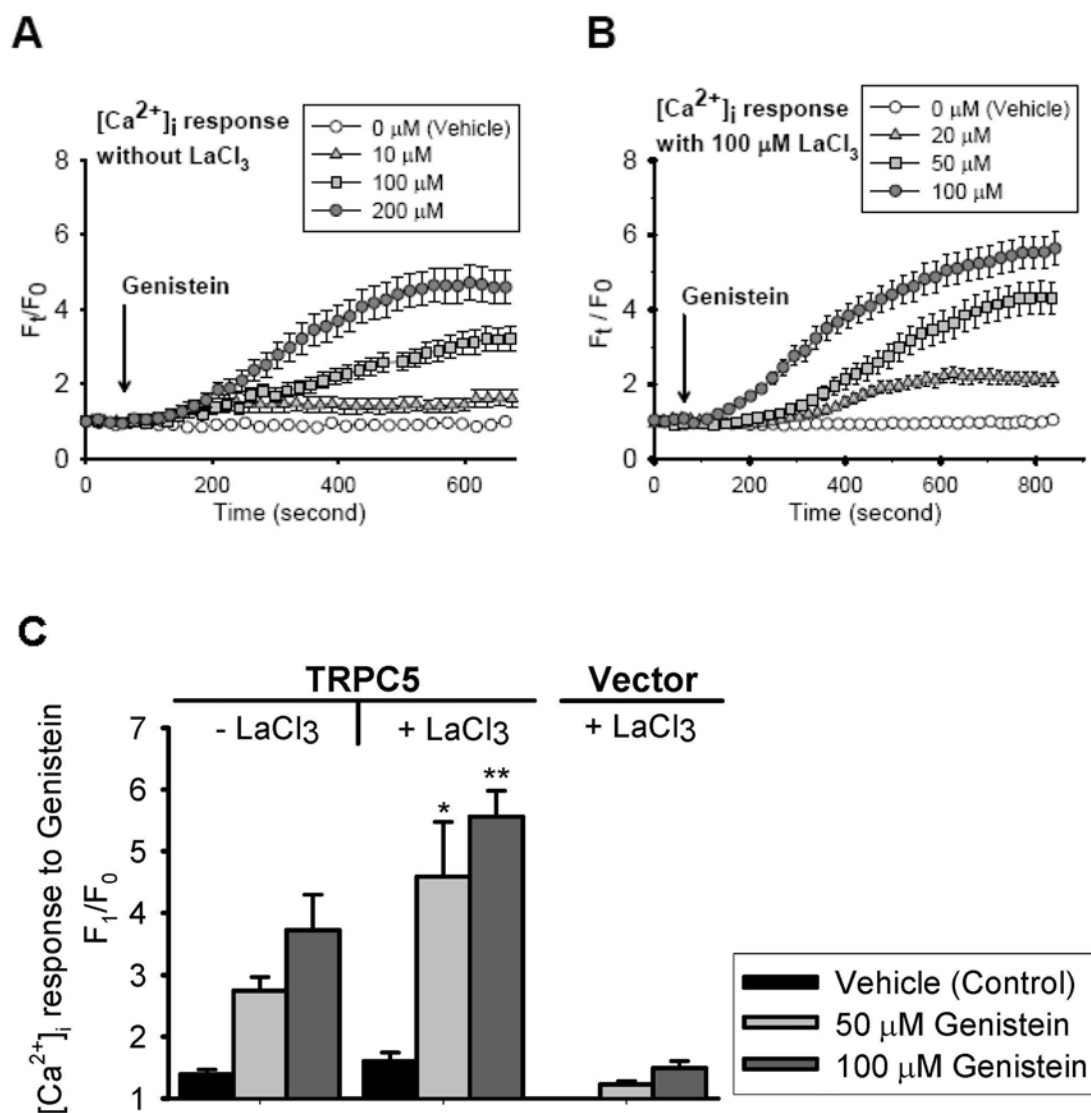 A
[Ca2+]i response
without LaCl3
0 μM (Vehicle)
10 μM
100 μM
200 μM
8
6
4
2
0
Ft/F0
Genistein
0 200 400 600
Time (second)
B
[Ca2+]i response
with 100 μM LaCl3
0 μM (Vehicle)
20 μM
50 μM
100 μM
8
6
4
2
0
Ft / F0
Genistein
0 200 400 600 800
Time (second)
C
TRPC5 Vector
- LaCl3 + LaCl3 + LaCl3
[Ca2+]i response to Genistein
F1/F0
7
6
5
4
3
2
1
* **
Vehicle (Control)
50 μM Genistein
100 μM Genistein